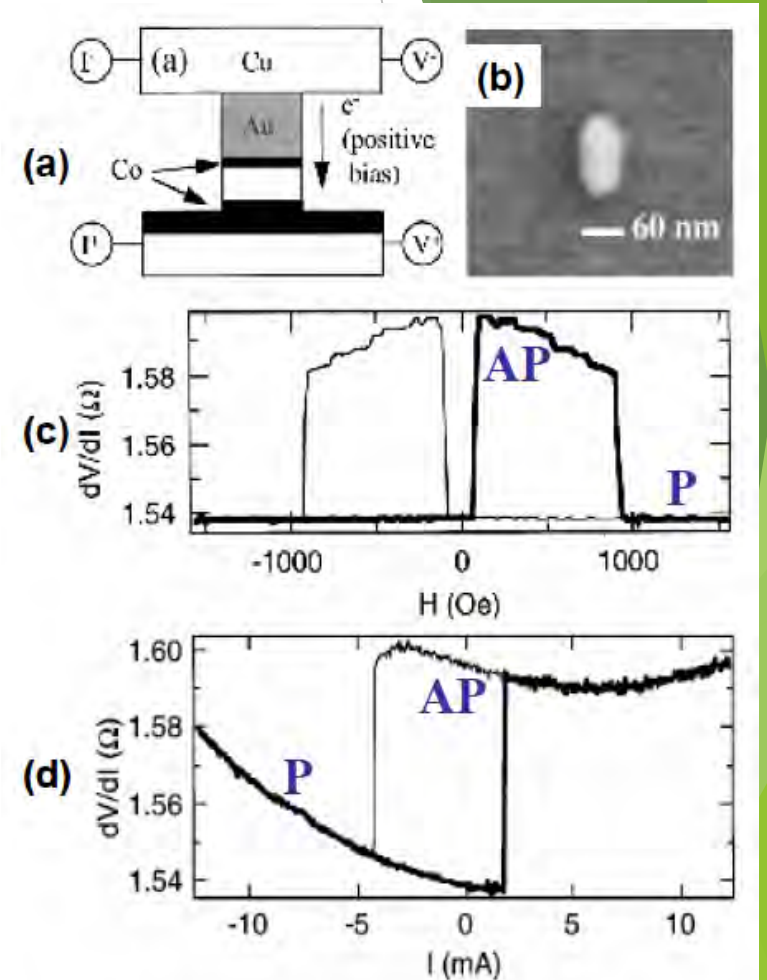 (a)
I-
(a)
Cu
V-
Au
e-
(positive
bias)
Co
I+
V+
(b)
60 nm
(c)
dV/dI (Ω)
1.58
1.56
1.54
AP
P
-1000
0
1000
H (Oe)
(d)
dV/dI (Ω)
1.60
1.58
1.56
1.54
AP
P
-10
-5
0
5
10
I (mA)